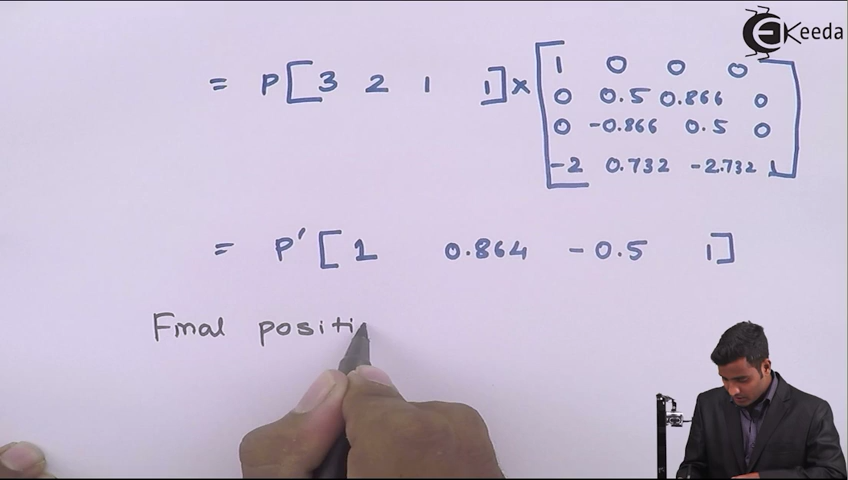 Keeda
= P[3 2 1 1] × [1 0 0 0
0 0.5 0.866 0
0 -0.866 0.5 0
-2 0.732 -2.732 1]
= P' [1 0.864 -0.5 1]
Final positi